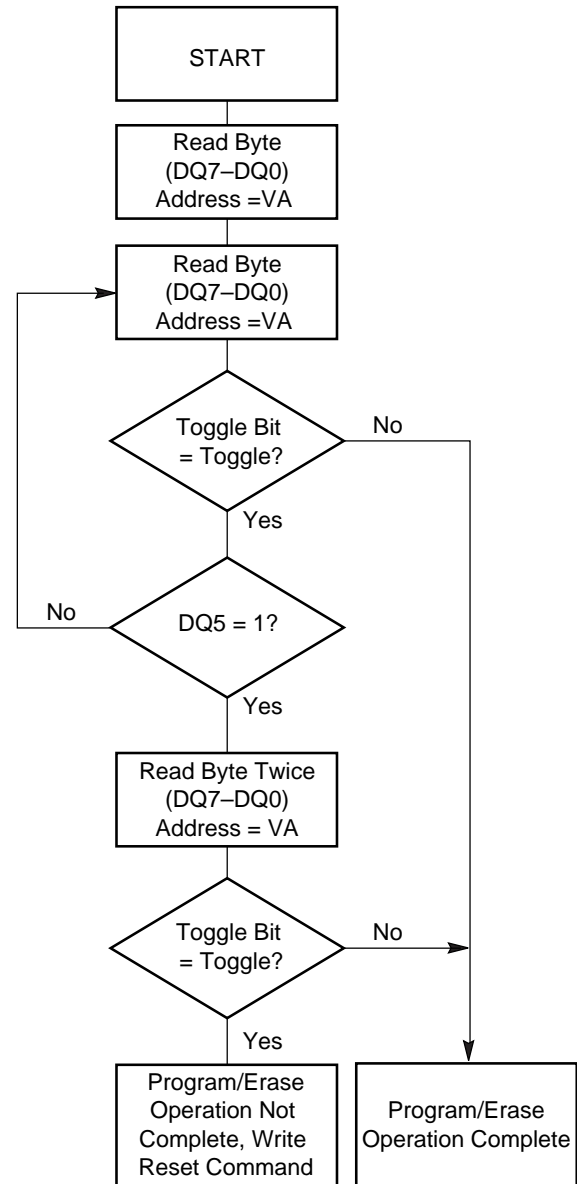 START
Read Byte
(DQ7–DQ0)
Address =VA
Read Byte
(DQ7–DQ0)
Address =VA
Toggle Bit
= Toggle?
No
Yes
No
DQ5 = 1?
Yes
Read Byte Twice
(DQ7–DQ0)
Address = VA
Toggle Bit
= Toggle?
No
Yes
Program/Erase
Operation Not
Complete, Write
Reset Command
Program/Erase
Operation Complete